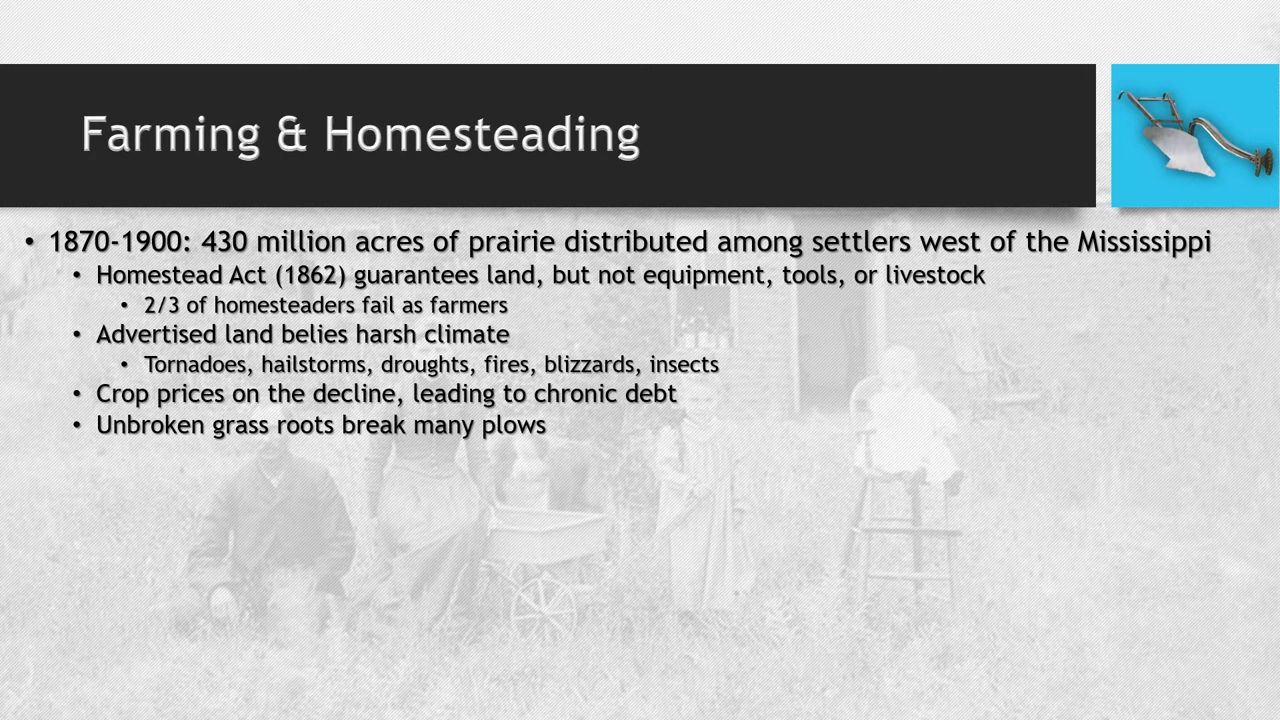 Farming & Homesteading
• 1870-1900: 430 million acres of prairie distributed among settlers west of the Mississippi
• Homestead Act (1862) guarantees land, but not equipment, tools, or livestock
• 2/3 of homesteaders fail as farmers
• Advertised land belies harsh climate
• Tornadoes, hailstorms, droughts, fires, blizzards, insects
• Crop prices on the decline, leading to chronic debt
• Unbroken grass roots break many plows